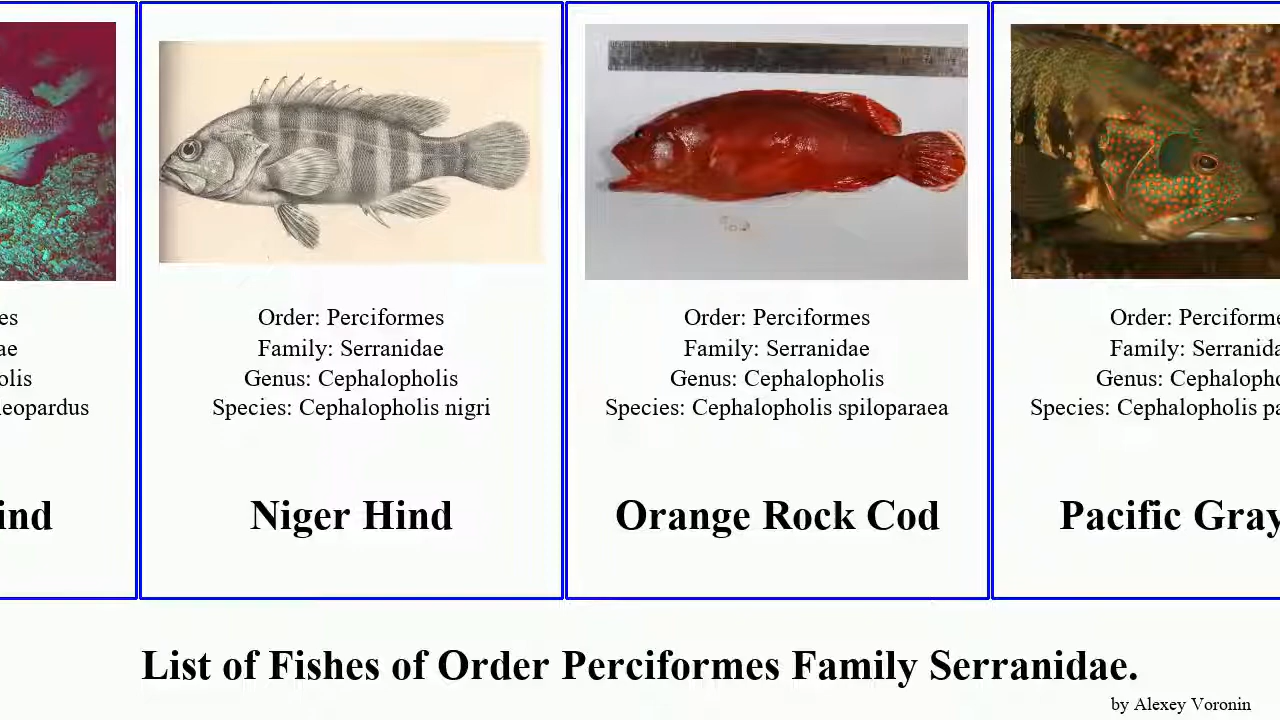 es
ae
olis
eopardus
ind
Order: Perciformes
Family: Serranidae
Genus: Cephalopholis
Species: Cephalopholis nigri
Niger Hind
Order: Perciformes
Family: Serranidae
Genus: Cephalopholis
Species: Cephalopholis spiloparaea
Orange Rock Cod
Order: Perciforme
Family: Serranida
Genus: Cephalopho
Species: Cephalopholis pa
Pacific Gray
List of Fishes of Order Perciformes Family Serranidae.
by Alexey Voronin